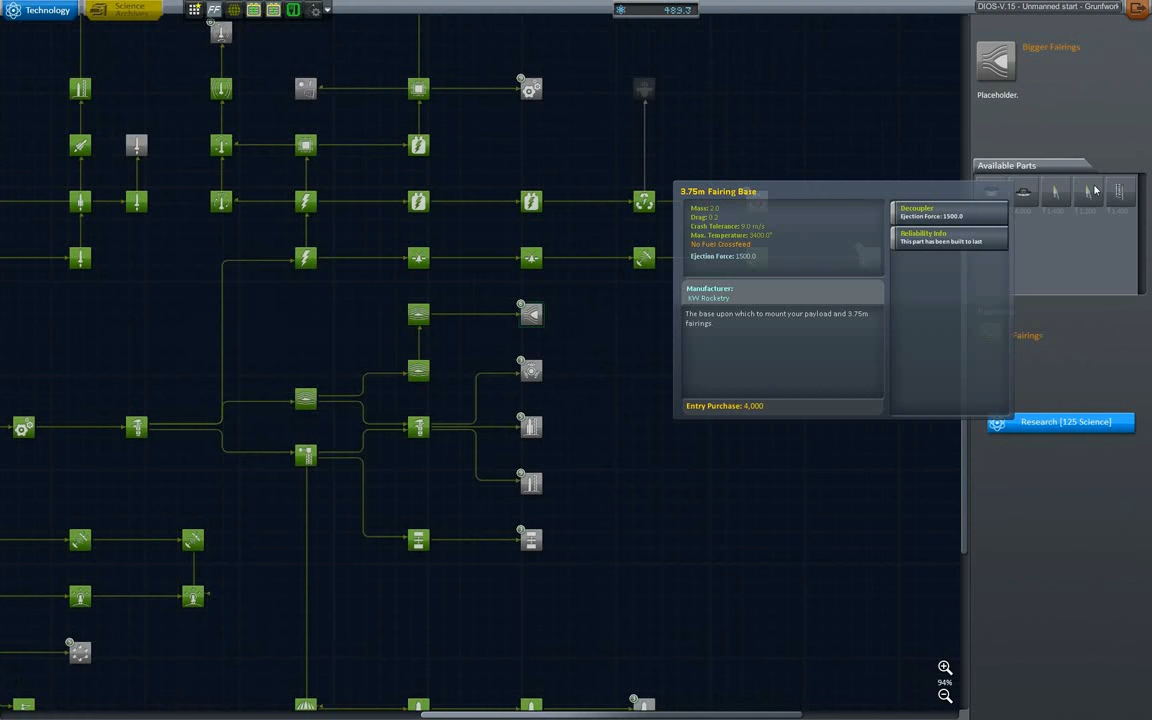 Technology
Science
Archives
489.3
DIOS-V.15 - Unmanned start - Grunfwork
Bigger Fairings
Placeholder.
Available Parts
3.75m Fairing Base
Mass: 2.0
Drag: 0.2
Crash Tolerance: 9.0 m/s
Max. Temperature: 3400.0°
No Fuel Crossfeed
Ejection Force: 1500.0
Decoupler
Ejection Force: 1500.0
Reliability Info
This part has been built to last
Manufacturer:
KW Rocketry
The base upon which to mount your payload and 3.75m
fairings
Entry Purchase: 4,000
Fairings
Research [125 Science]
94%